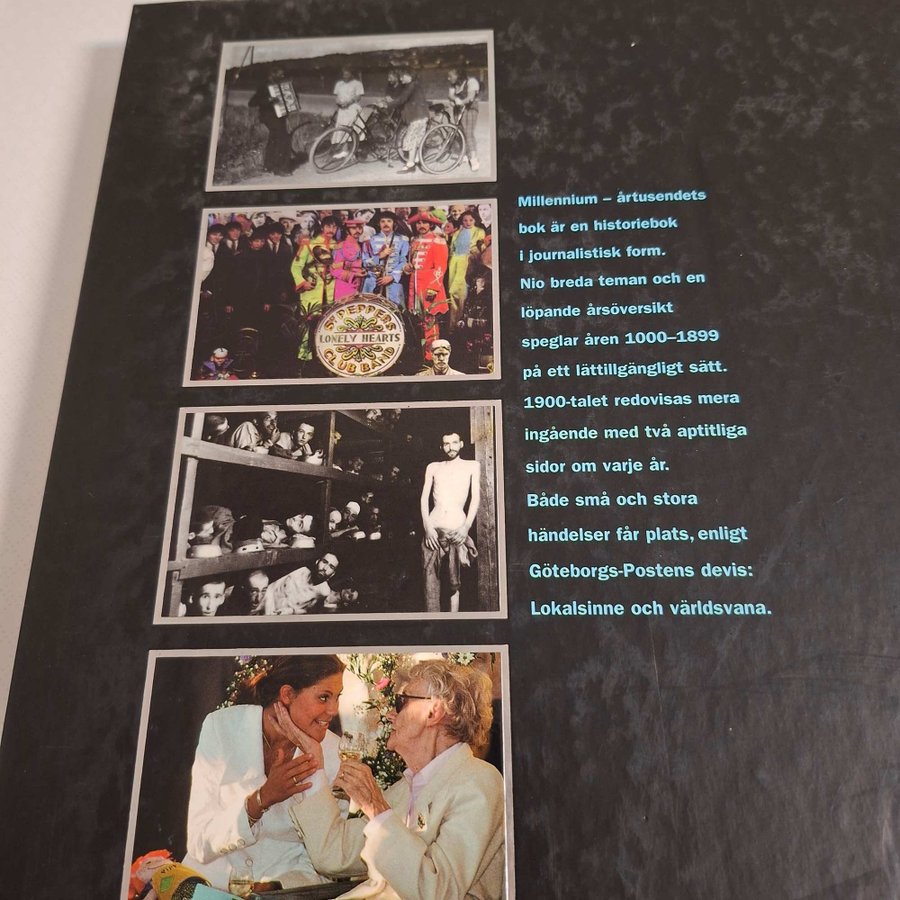 SGT. PEPPERS
LONELY HEARTS
CLUB BAND
Millennium – årtusendets
bok är en historiebok
i journalistisk form.
Nio breda teman och en
löpande årsöversikt
speglar åren 1000–1899
på ett lättillgängligt sätt.
1900-talet redovisas mera
ingående med två aptitliga
sidor om varje år.
Både små och stora
händelser får plats, enligt
Göteborgs-Postens devis:
Lokalsinne och världsvana.